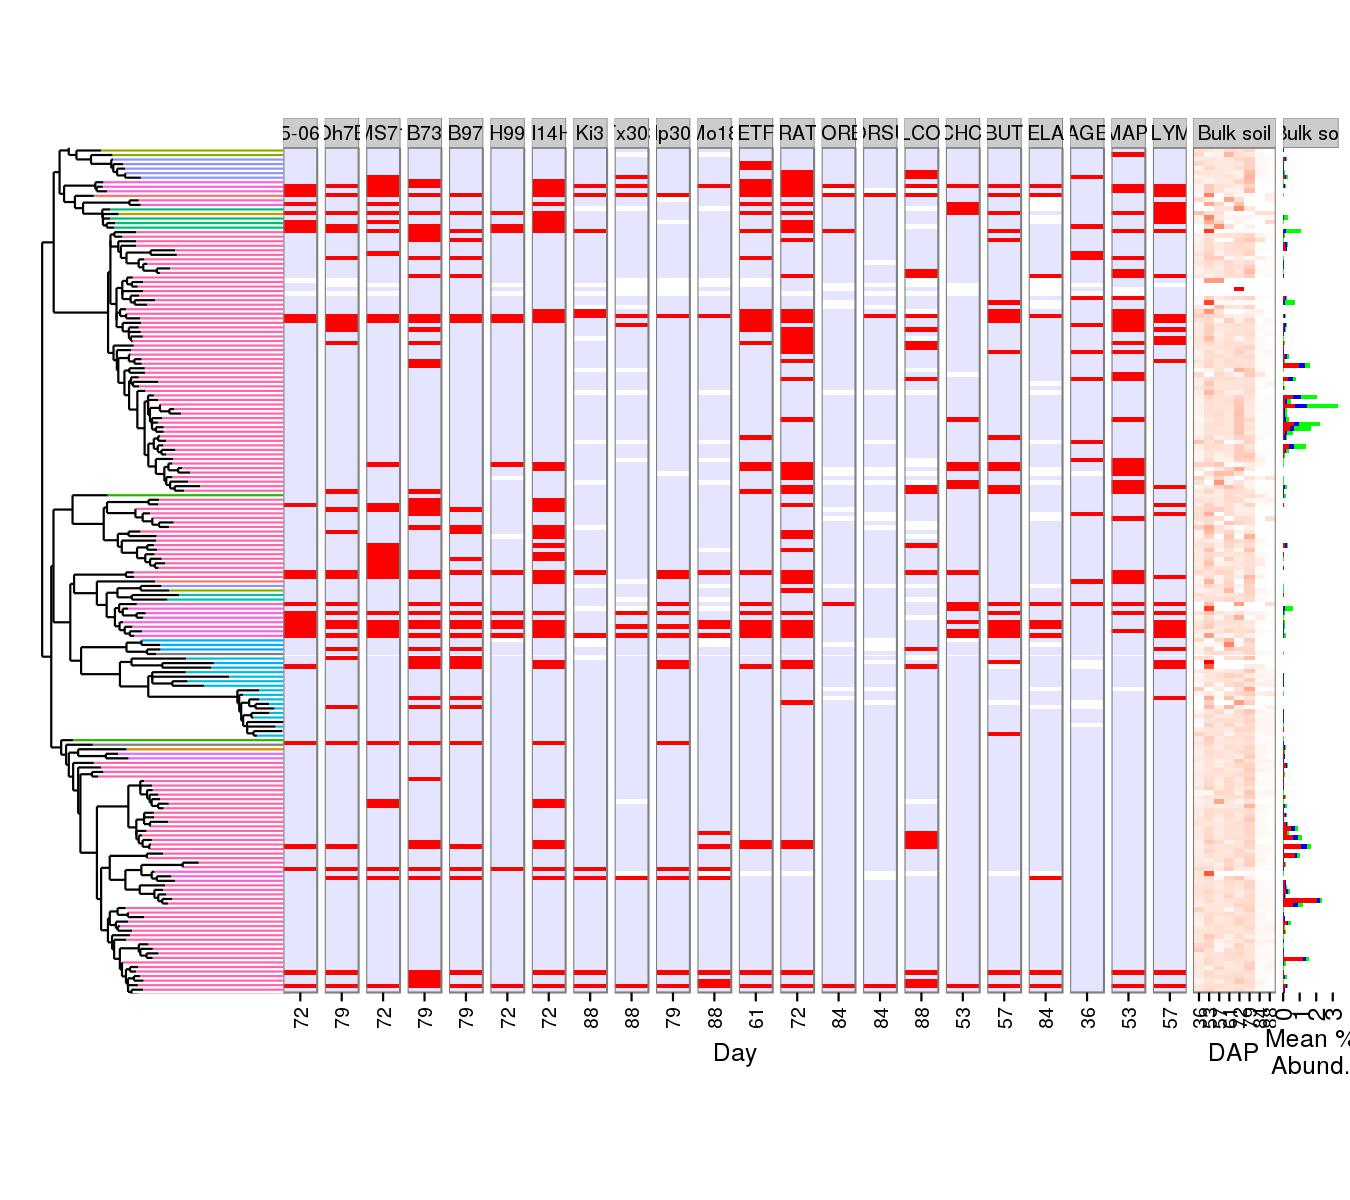 5-06 Oh7B MS71 B73 B97 H99 I14H Ki3 Tx303 Hp30 Mo18 ETF RAT ORE ORSU LCO CHC BUT ELA AGE MAP LYM Bulk soil Bulk so
72 79 72 79 79 72 72 88 88 79 88 61 72 84 84 88 53 57 84 36 53 57
0 1 2 3
Day
DAP
Mean %
Abund.